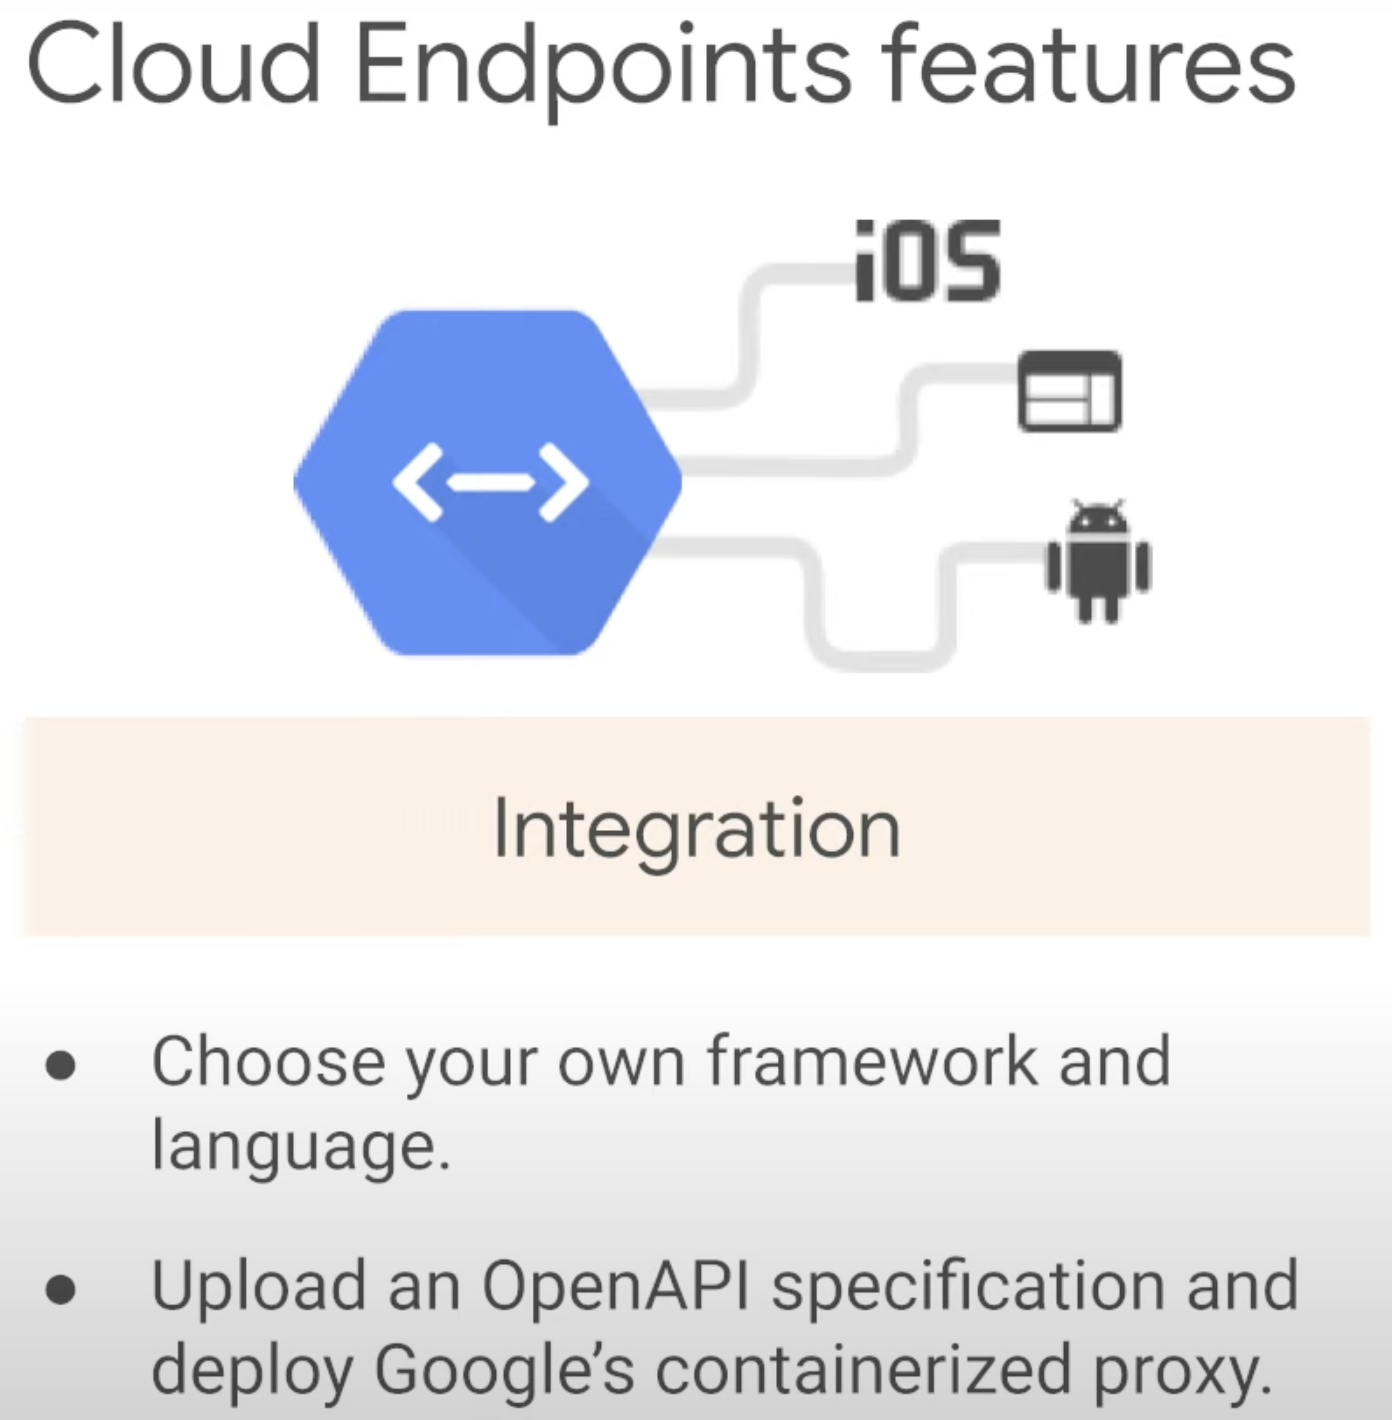 Cloud Endpoints features
iOS
Integration
● Choose your own framework and
language.
● Upload an OpenAPI specification and
deploy Google’s containerized proxy.